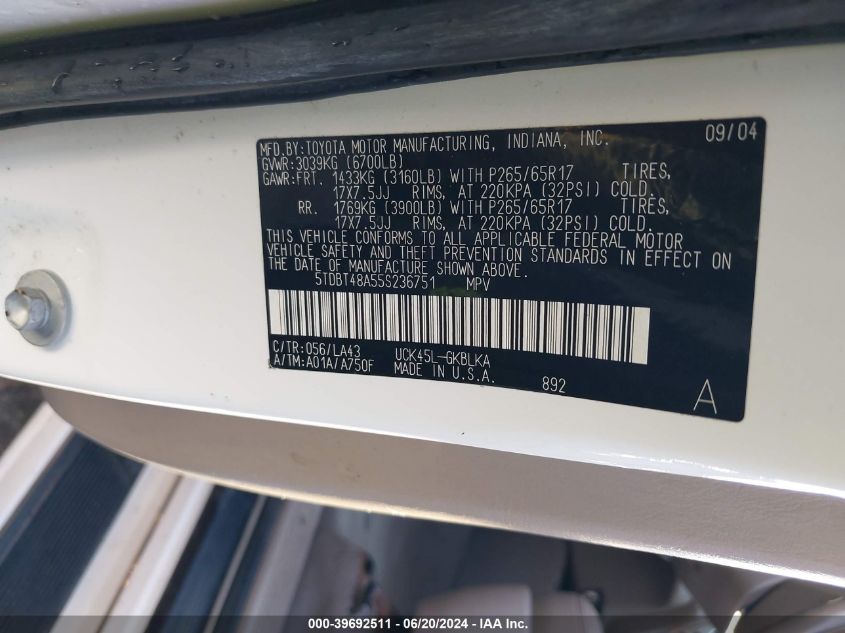 09/04
MFD.BY:TOYOTA MOTOR MANUFACTURING, INDIANA, INC.
GVWR:3039KG (6700LB)
GAWR:FRT. 1433KG (3160LB) WITH P265/65R17 TIRES,
17X7.5JJ RIMS, AT 220KPA (32PSI) COLD.
RR. 1769KG (3900LB) WITH P265/65R17 TIRES,
17X7.5JJ RIMS, AT 220KPA (32PSI) COLD.
THIS VEHICLE CONFORMS TO ALL APPLICABLE FEDERAL MOTOR
VEHICLE SAFETY AND THEFT PREVENTION STANDARDS IN EFFECT ON
THE DATE OF MANUFACTURE SHOWN ABOVE.
5TDBT48A55S236751 MPV
C/TR:056/LA43 UCK45L-GKBLKA
A/TM:A01A/A750F MADE IN U.S.A. 892
A
000-39692511 - 06/20/2024 - IAA Inc.